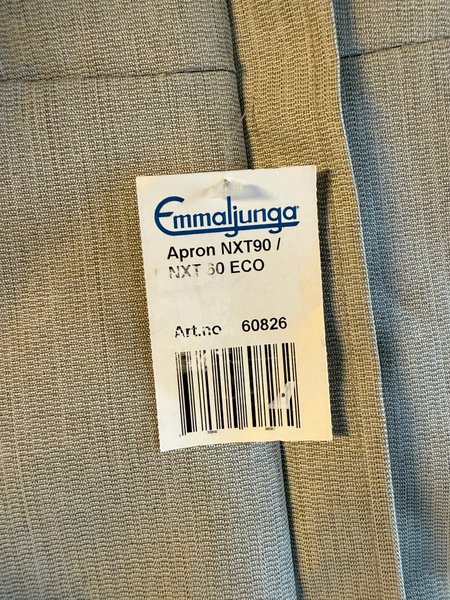 Emmaljunga
Apron NXT90 /
NXT 60 ECO
Art.no 60826